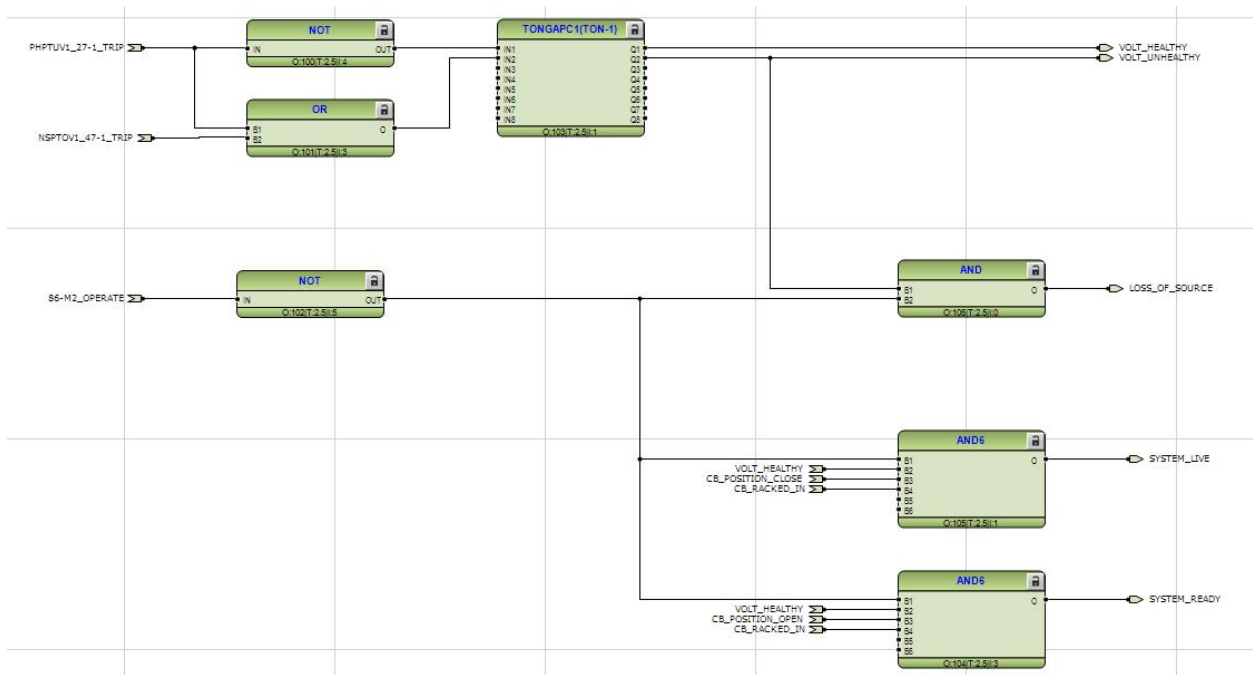 NOT
PHPTUV1_27-1_TRIP
IN OUT
O:100|T:2.5|I:4
OR
NSPTOV1_47-1_TRIP
B1 O
B2
O:101|T:2.5|I:3
TONGAPC1(TON-1)
IN1 Q1
IN2 Q2
IN3 Q3
IN4 Q4
IN5 Q5
IN6 Q6
IN7 Q7
IN8 Q8
O:103|T:2.5|I:1
VOLT_HEALTHY
VOLT_UNHEALTHY
NOT
86-M2_OPERATE
IN OUT
O:102|T:2.5|I:5
AND
B1 O
B2
O:106|T:2.5|I:0
LOSS_OF_SOURCE
AND6
VOLT_HEALTHY
CB_POSITION_CLOSE
CB_RACKED_IN
B1 O
B2
B3
B4
B5
B6
O:105|T:2.5|I:1
SYSTEM_LIVE
AND6
VOLT_HEALTHY
CB_POSITION_OPEN
CB_RACKED_IN
B1 O
B2
B3
B4
B5
B6
O:104|T:2.5|I:3
SYSTEM_READY